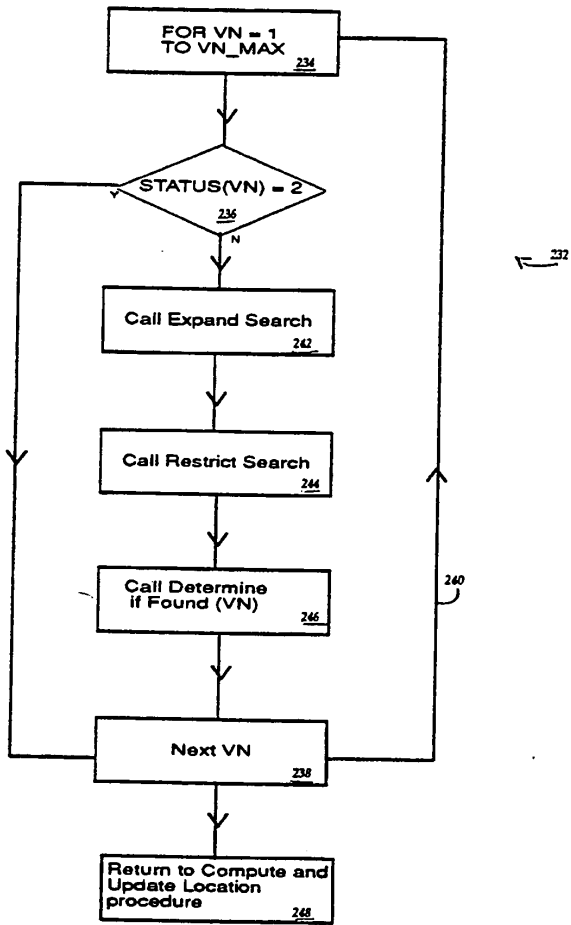 FOR VN = 1
TO VN_MAX
234
STATUS(VN) = 2
Y
236
N
232
Call Expand Search
242
Call Restrict Search
244
Call Determine
if Found (VN)
246
240
Next VN
238
Return to Compute and
Update Location
procedure
248